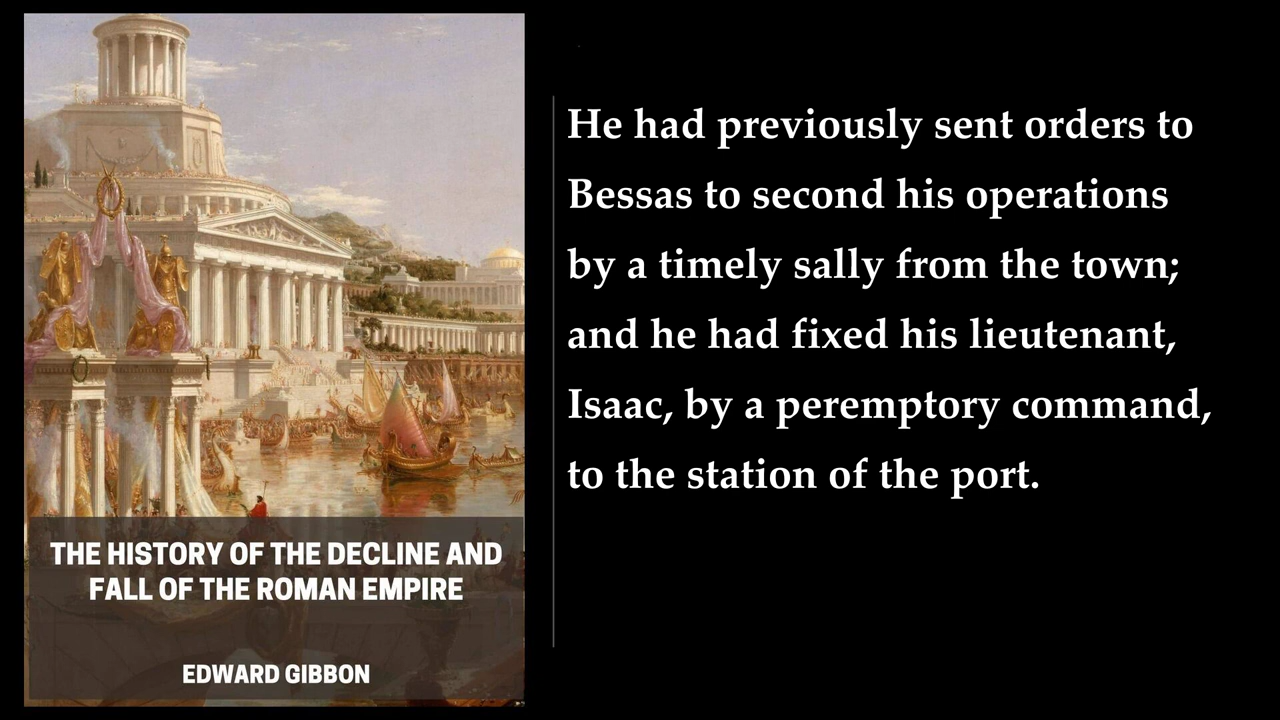 He had previously sent orders to
Bessas to second his operations
by a timely sally from the town;
and he had fixed his lieutenant,
Isaac, by a peremptory command,
to the station of the port.
THE HISTORY OF THE DECLINE AND
FALL OF THE ROMAN EMPIRE
EDWARD GIBBON